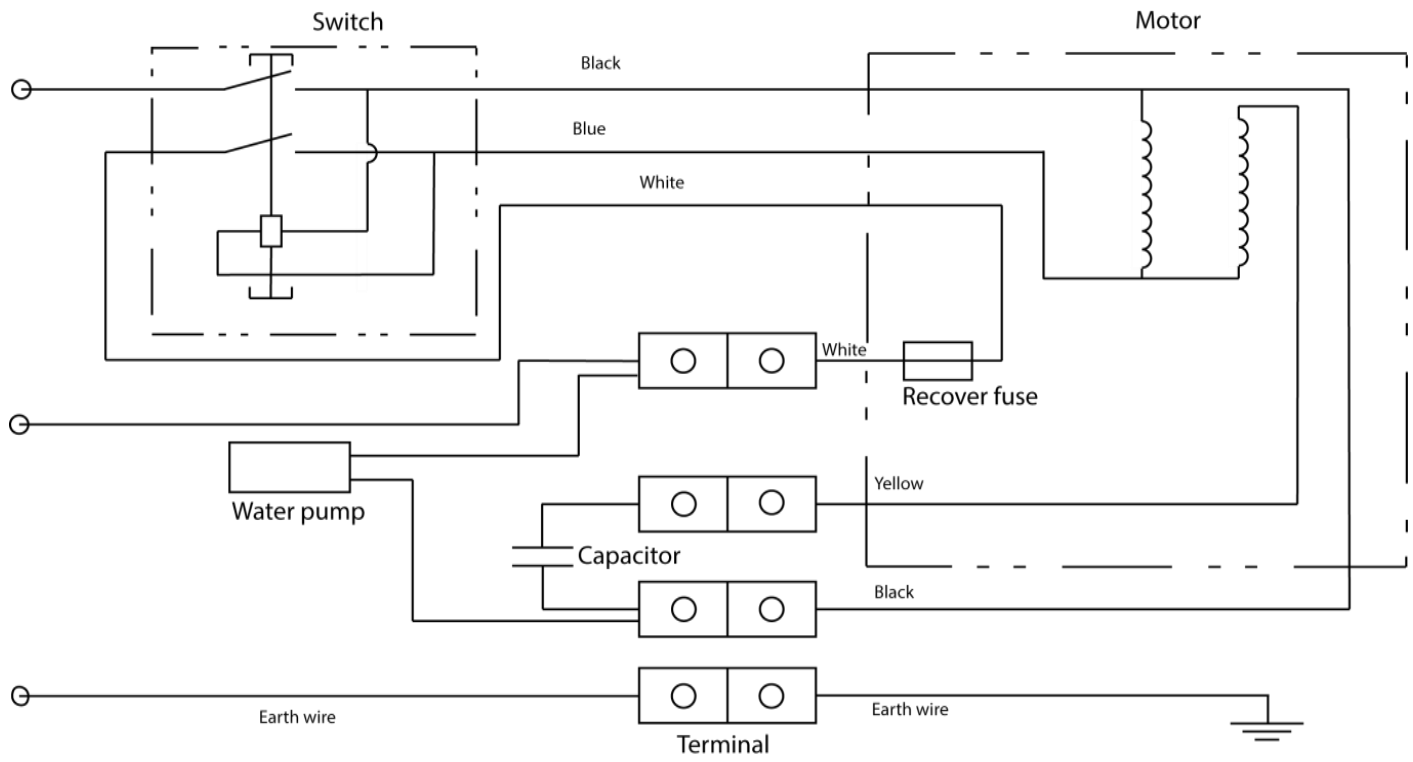 Switch
Motor
Black
Blue
White
White
Recover fuse
Water pump
Yellow
Capacitor
Black
Earth wire
Earth wire
Terminal